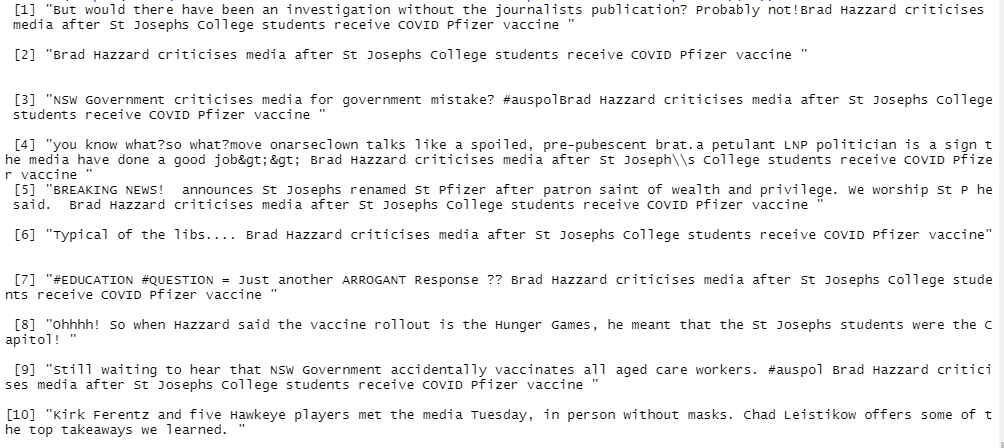 [1] "But would there have been an investigation without the journalists publication? Probably not!Brad Hazzard criticises
media after St Josephs College students receive COVID Pfizer vaccine "
[2] "Brad Hazzard criticises media after St Josephs College students receive COVID Pfizer vaccine "
[3] "NSW Government criticises media for government mistake? #auspolBrad Hazzard criticises media after St Josephs College
students receive COVID Pfizer vaccine "
[4] "you know what?so what?move onarseclown talks like a spoiled, pre-pubescent brat.a petulant LNP politician is a sign t
he media have done a good job&gt;&gt; Brad Hazzard criticises media after St Joseph\\s College students receive COVID Pfize
r vaccine "
[5] "BREAKING NEWS!  announces St Josephs renamed St Pfizer after patron saint of wealth and privilege. We worship St P he
said.  Brad Hazzard criticises media after St Josephs College students receive COVID Pfizer vaccine "
[6] "Typical of the libs.... Brad Hazzard criticises media after St Josephs College students receive COVID Pfizer vaccine"
[7] "#EDUCATION #QUESTION = Just another ARROGANT Response ?? Brad Hazzard criticises media after St Josephs College stude
nts receive COVID Pfizer vaccine "
[8] "Ohhhh! So when Hazzard said the vaccine rollout is the Hunger Games, he meant that the St Josephs students were the C
apitol! "
[9] "Still waiting to hear that NSW Government accidentally vaccinates all aged care workers. #auspol Brad Hazzard critici
ses media after St Josephs College students receive COVID Pfizer vaccine "
[10] "Kirk Ferentz and five Hawkeye players met the media Tuesday, in person without masks. Chad Leistikow offers some of t
he top takeaways we learned. "